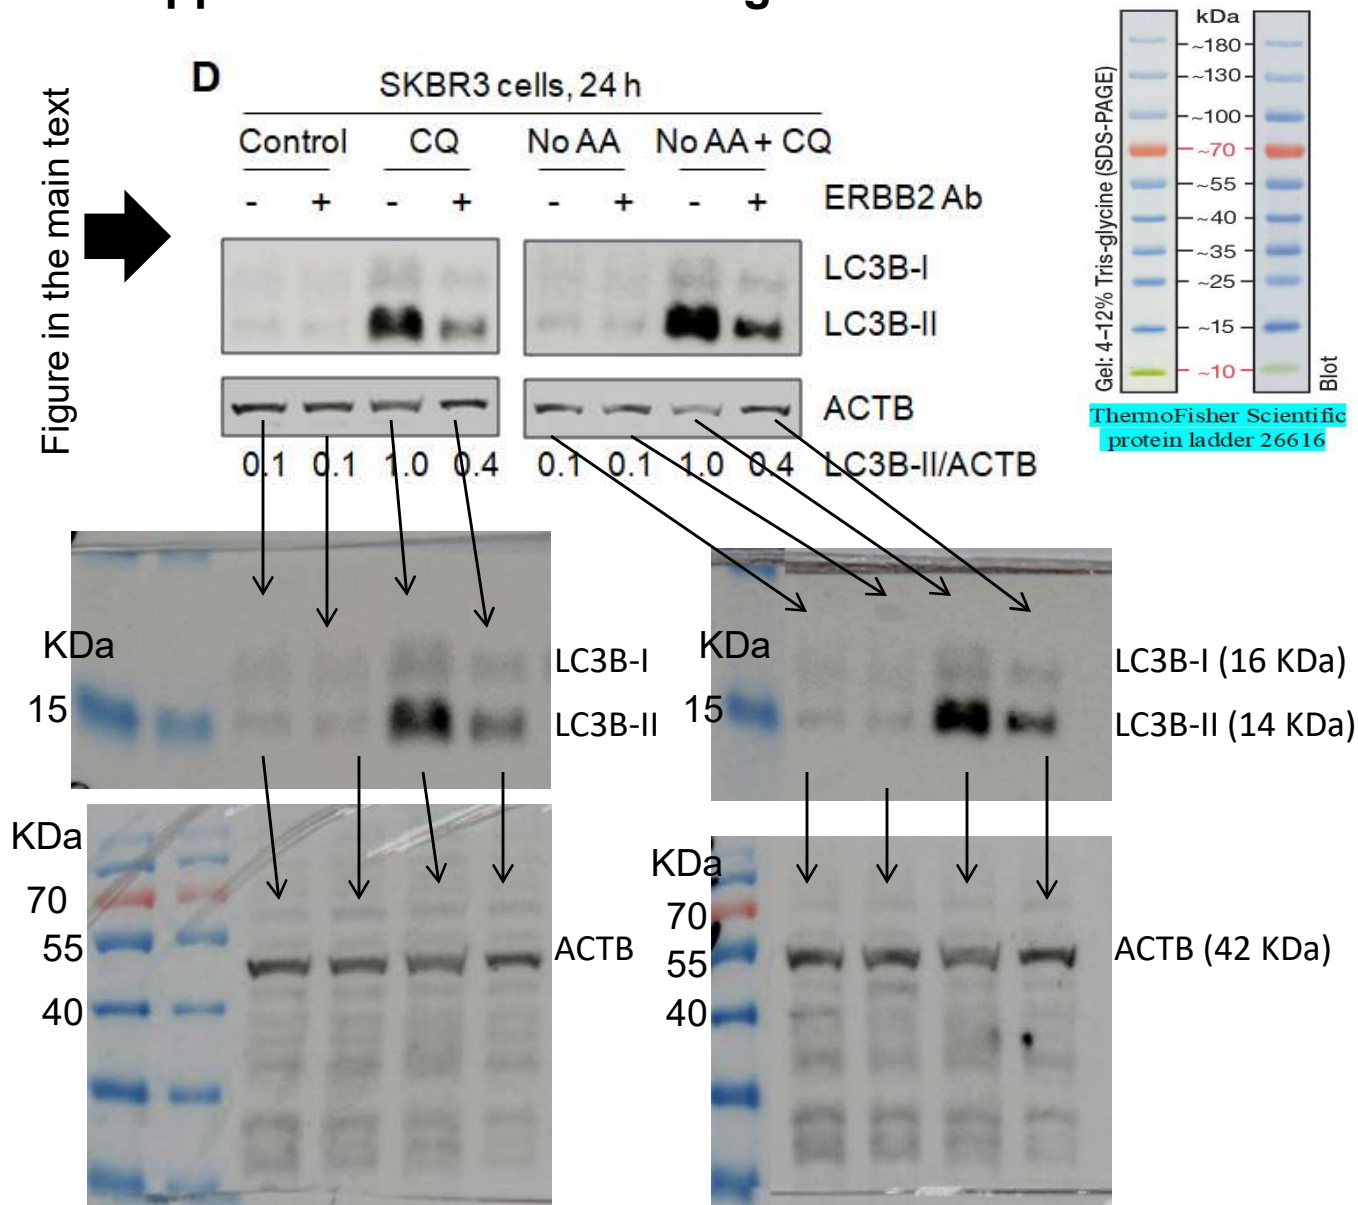 D
SKBR3 cells, 24 h
Control CQ No AA No AA + CQ
- + - + - + - + ERBB2 Ab
LC3B-I
LC3B-II
ACTB
0.1 0.1 1.0 0.4 0.1 0.1 1.0 0.4 LC3B-II/ACTB
Figure in the main text
kDa
~180
~130
~100
~70
~55
~40
~35
~25
~15
~10
Gel: 4–12% Tris-glycine (SDS-PAGE)
Blot
ThermoFisher Scientific
protein ladder 26616
KDa
15
LC3B-I
LC3B-II
KDa
15
LC3B-I (16 KDa)
LC3B-II (14 KDa)
KDa
70
55
40
ACTB
KDa
70
55
40
ACTB (42 KDa)